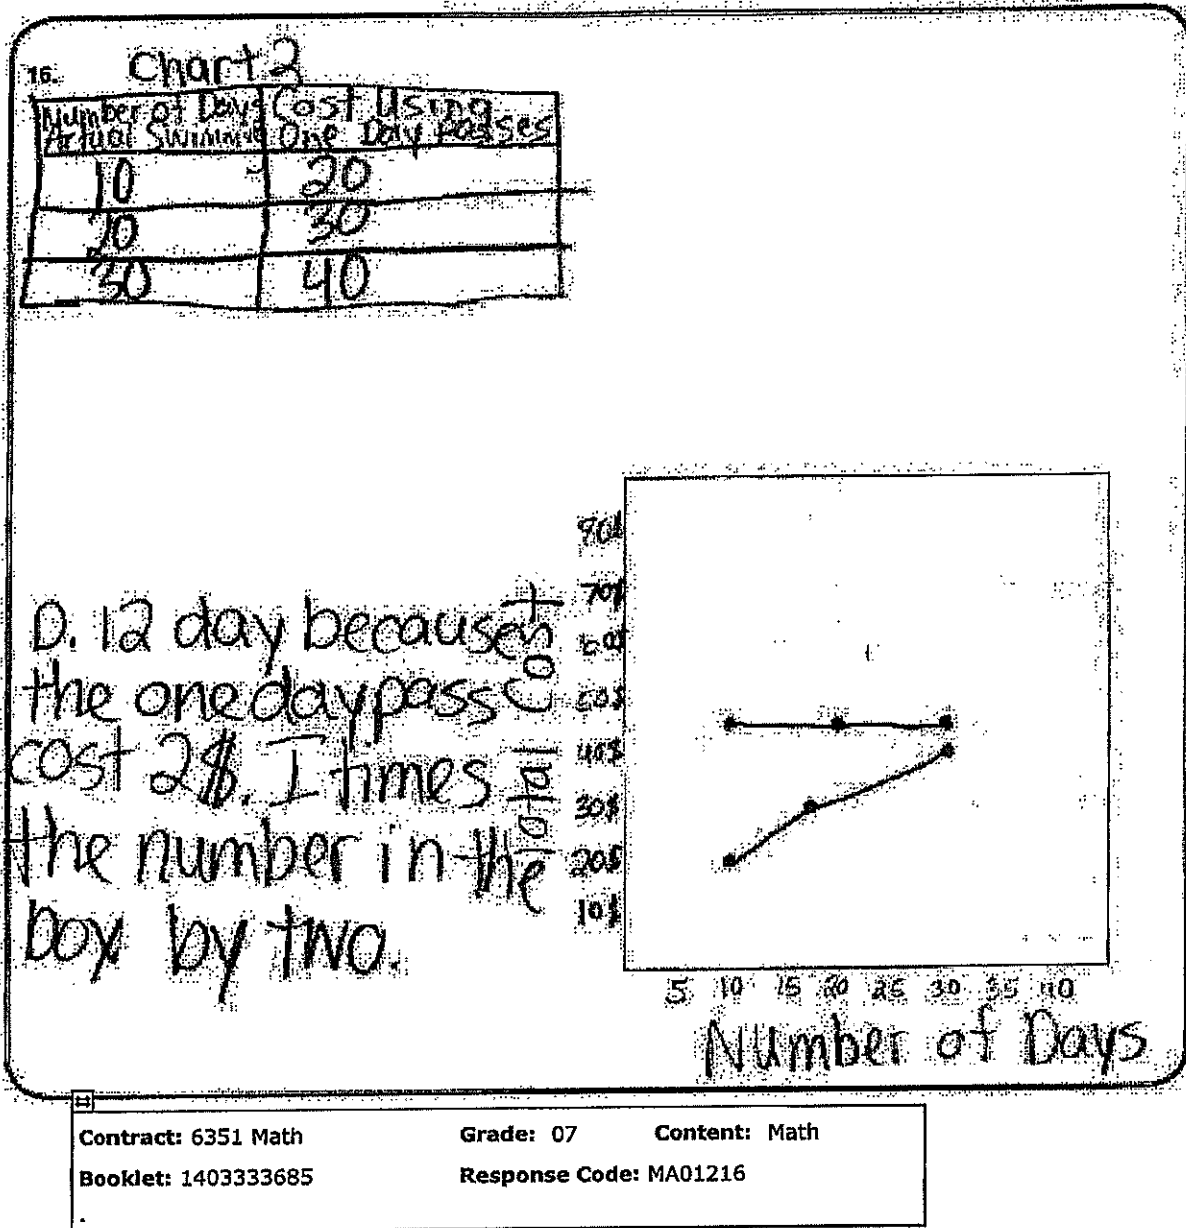 16. Chart 2
Number of Days Cost Using
Actual Swimming One Day Passes
10 20
20 30
30 40
D. 12 day because
the one day pass
cost 2$. I times
the number in the
box by two.
Total Cost
70$
40$
30$
20$
10$
5 10 15 20 25 30 35 40
Number of Days
Contract: 6351 Math Grade: 07 Content: Math
Booklet: 1403333685 Response Code: MA01216